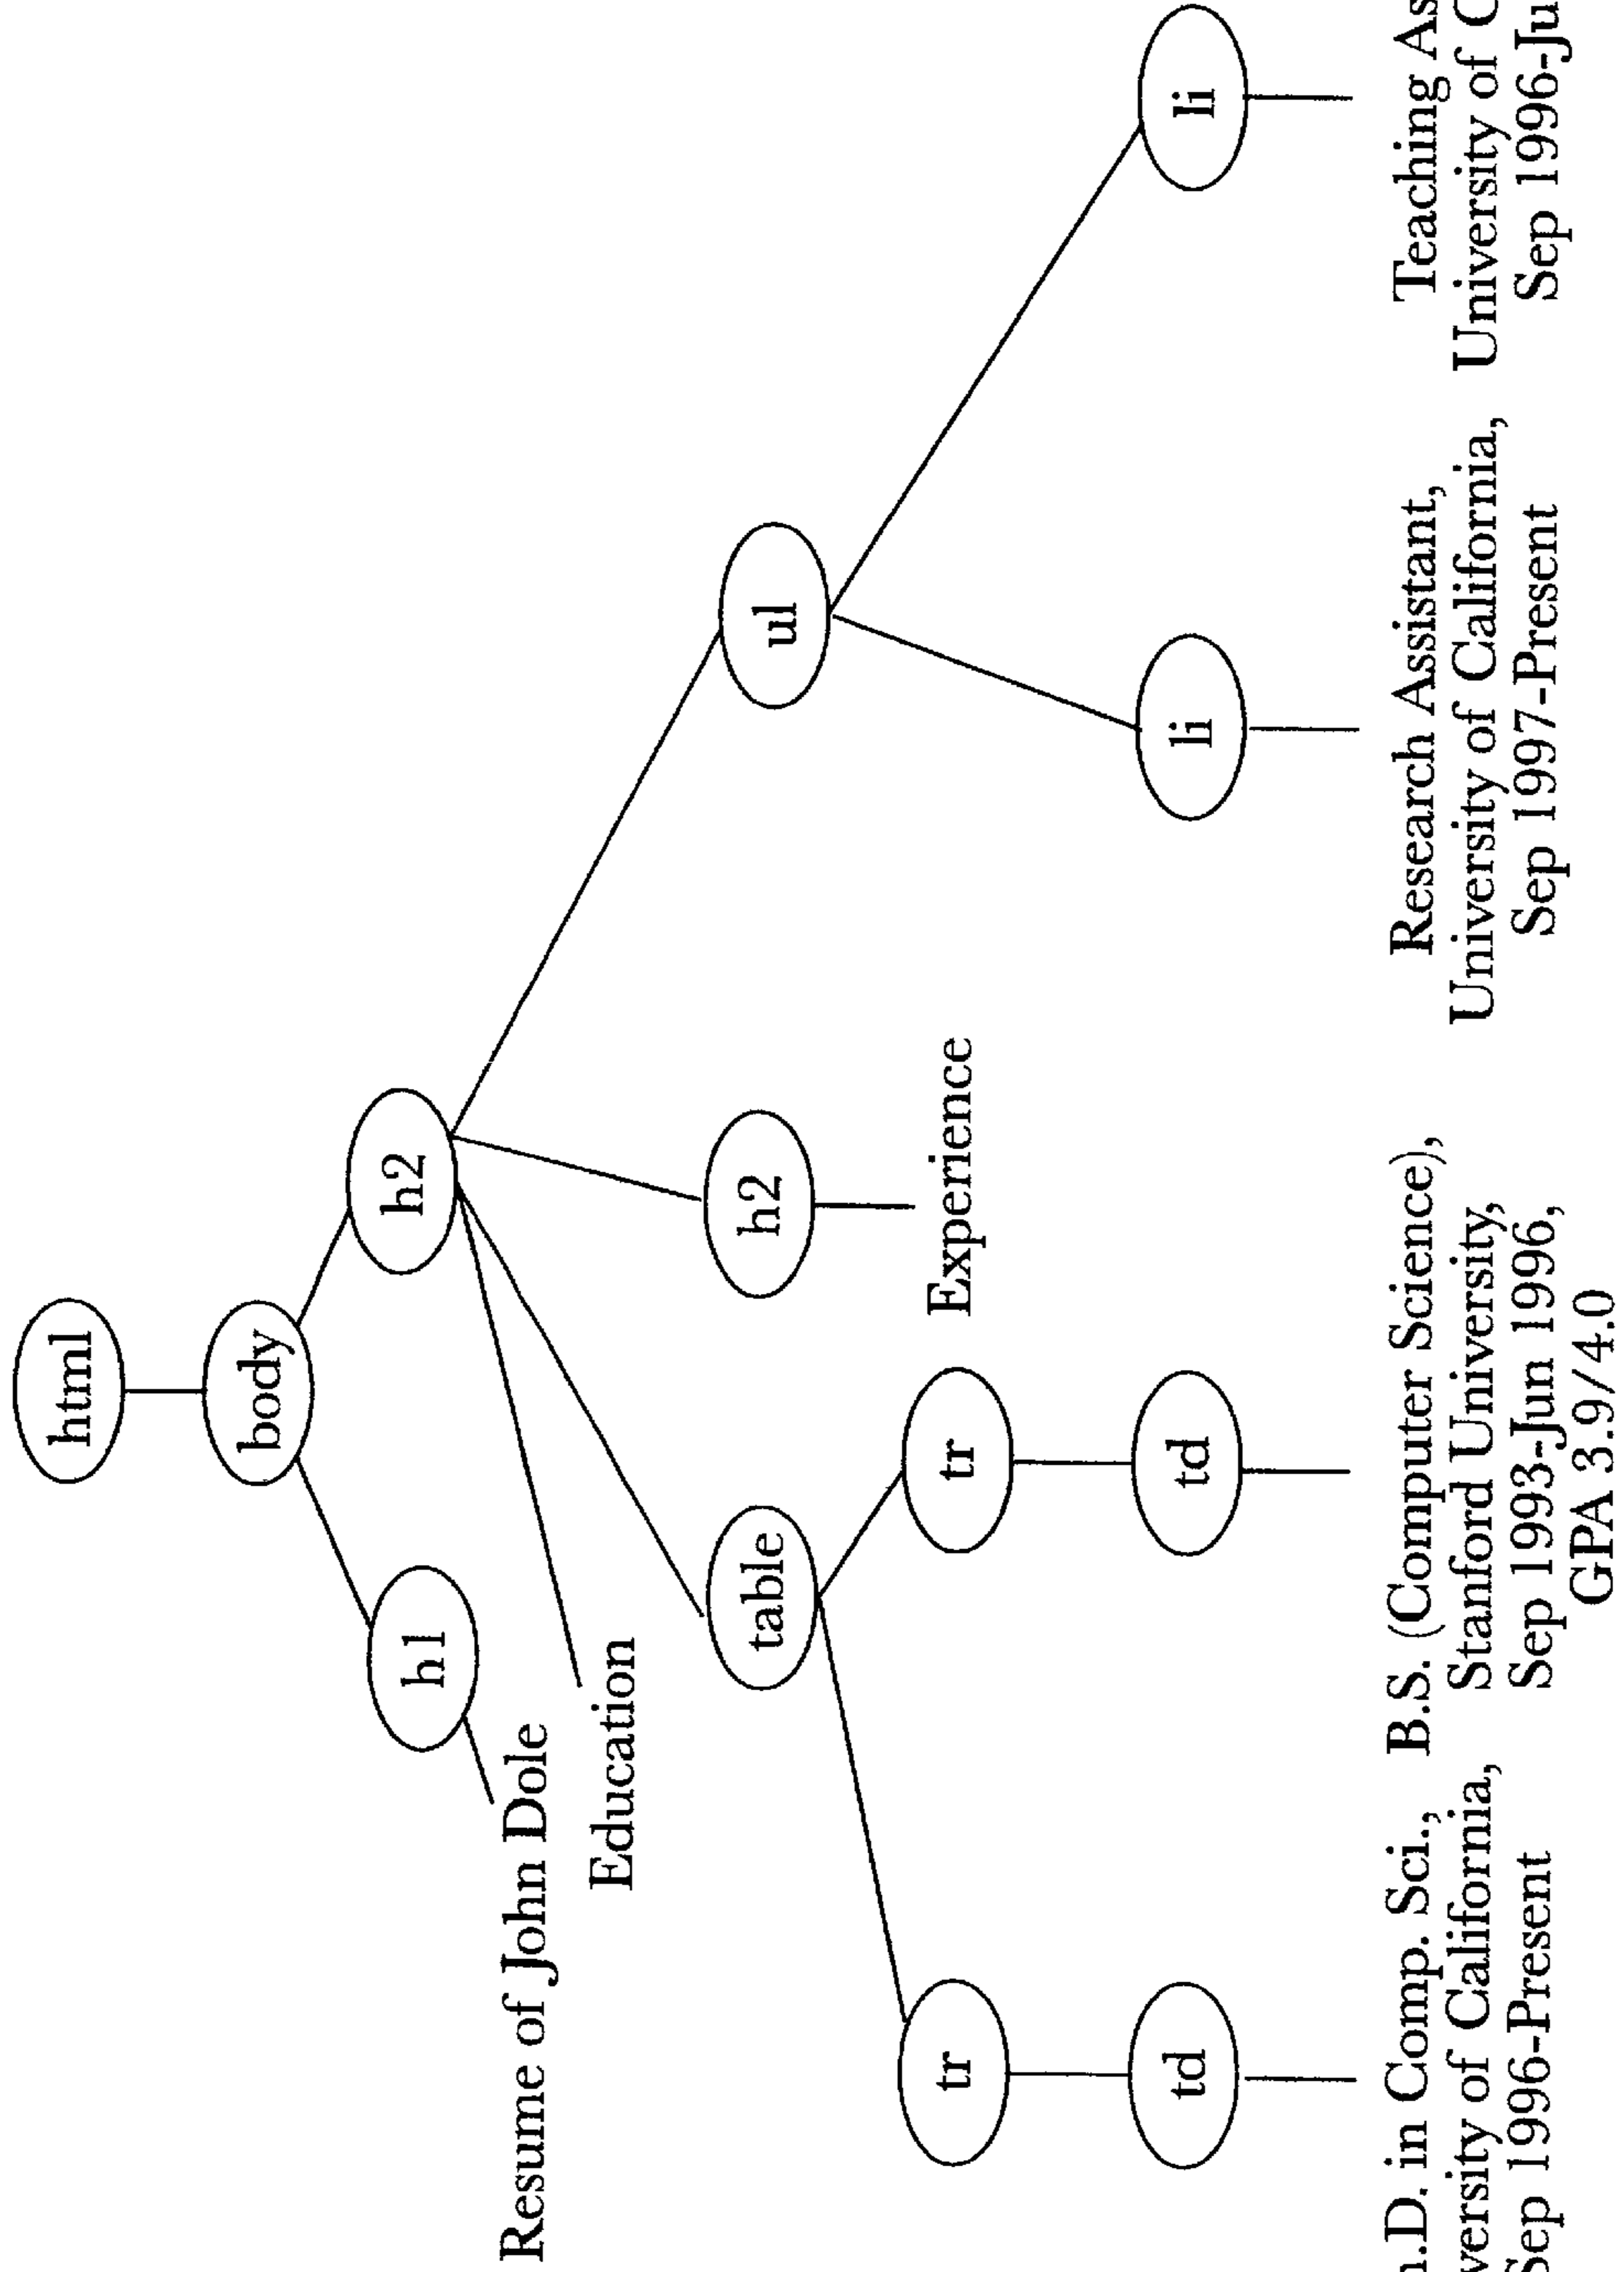 html
body
h1
h2
Resume of John Dole
Education
table
h2
ul
Experience
tr
tr
td
td
li
li
n.D. in Comp. Sci.,
versity of California,
Sep 1996-Present
B.S. (Computer Science),
Stanford University,
Sep 1993-Jun 1996,
GPA 3.9/4.0
Research Assistant,
University of California,
Sep 1997-Present
Teaching As
University of C
Sep 1996-Ju